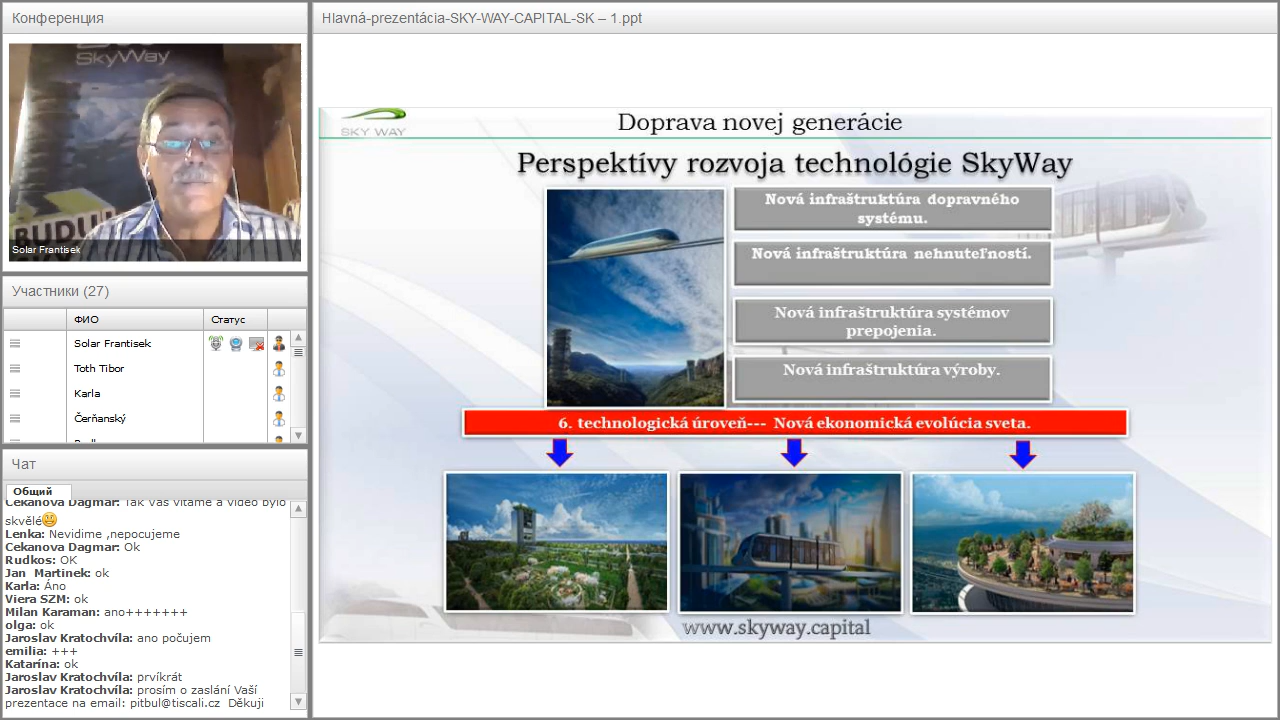 Конференция
SkyWay
BUDU
Solar Frantisek
Участники (27)
ФИО Статус
Solar Frantisek
Toth Tibor
Karla
Čerňanský
Чат
Общий
Cekanova Dagmar: Tak Vás vítáme a video bylo
skvělé
Lenka: Nevidime ,nepocujeme
Cekanova Dagmar: Ok
Rudkos: OK
Jan Martinek: ok
Karla: Áno
Viera SZM: ok
Milan Karaman: ano+++++++
olga: ok
Jaroslav Kratochvíla: ano počujem
emilia: +++
Katarína: ok
Jaroslav Kratochvíla: prvíkrát
Jaroslav Kratochvíla: prosím o zaslání Vaší
prezentace na email: pitbul@tiscali.cz Děkuji
Hlavná-prezentácia-SKY-WAY-CAPITAL-SK – 1.ppt
SKY WAY
Doprava novej generácie
Perspektívy rozvoja technológie SkyWay
Nová infraštruktúra dopravného
systému.
Nová infraštruktúra nehnuteľností.
Nová infraštruktúra systémov
prepojenia.
Nová infraštruktúra výroby.
6. technologická úroveň--- Nová ekonomická evolúcia sveta.
www.skyway.capital